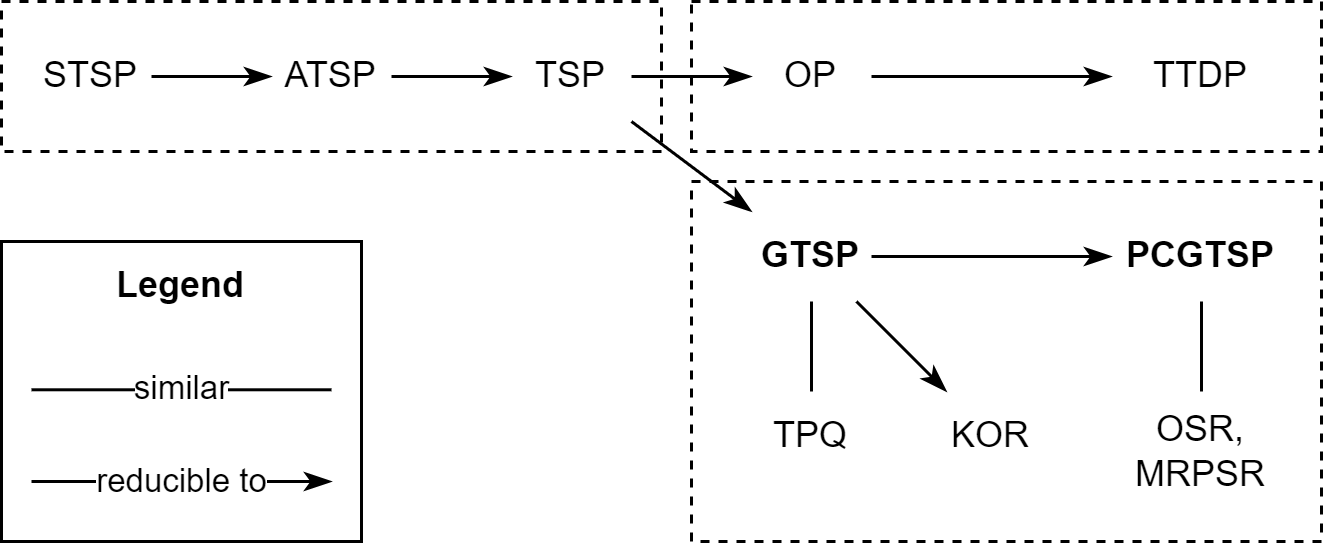 STSP ATSP TSP OP TTDP
GTSP PCGTSP
Legend
similar
TPQ KOR OSR,
MRPSR
reducible to